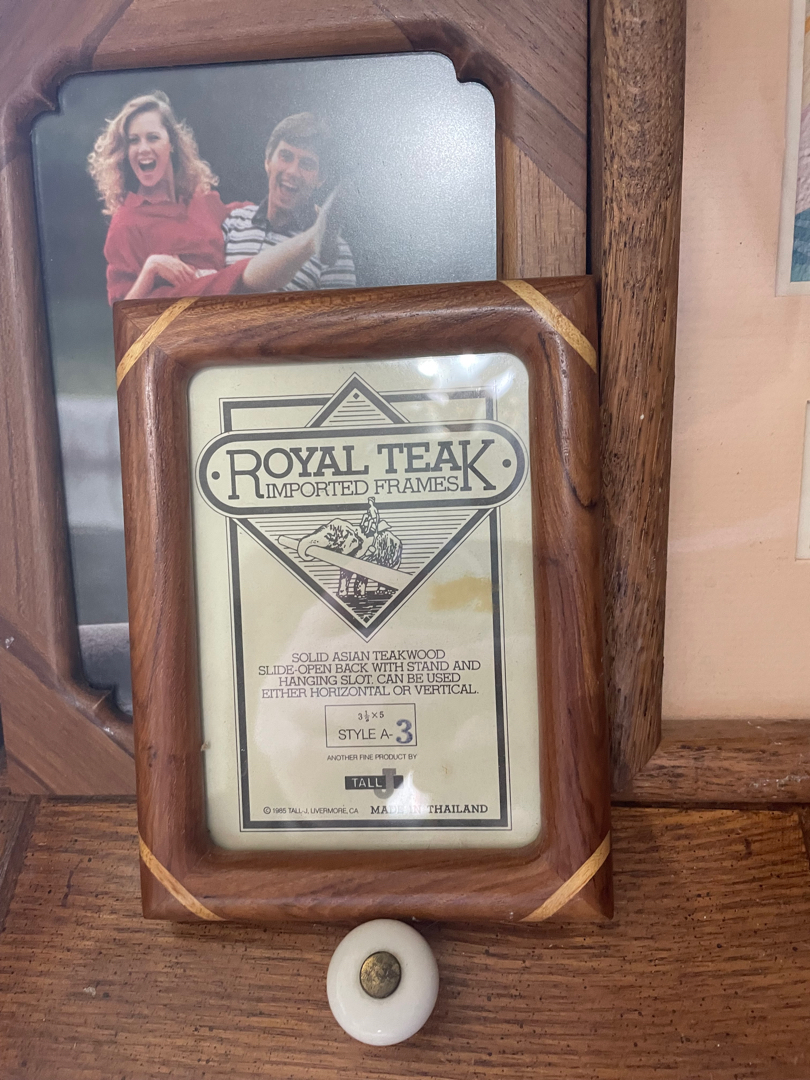 ROYAL TEAK
IMPORTED FRAMES
SOLID ASIAN TEAKWOOD
SLIDE-OPEN BACK WITH STAND AND
HANGING SLOT. CAN BE USED
EITHER HORIZONTAL OR VERTICAL.
3½ × 5
STYLE A-3
ANOTHER FINE PRODUCT BY
TALL J
© 1985 TALL-J, LIVERMORE, CA MADE IN THAILAND